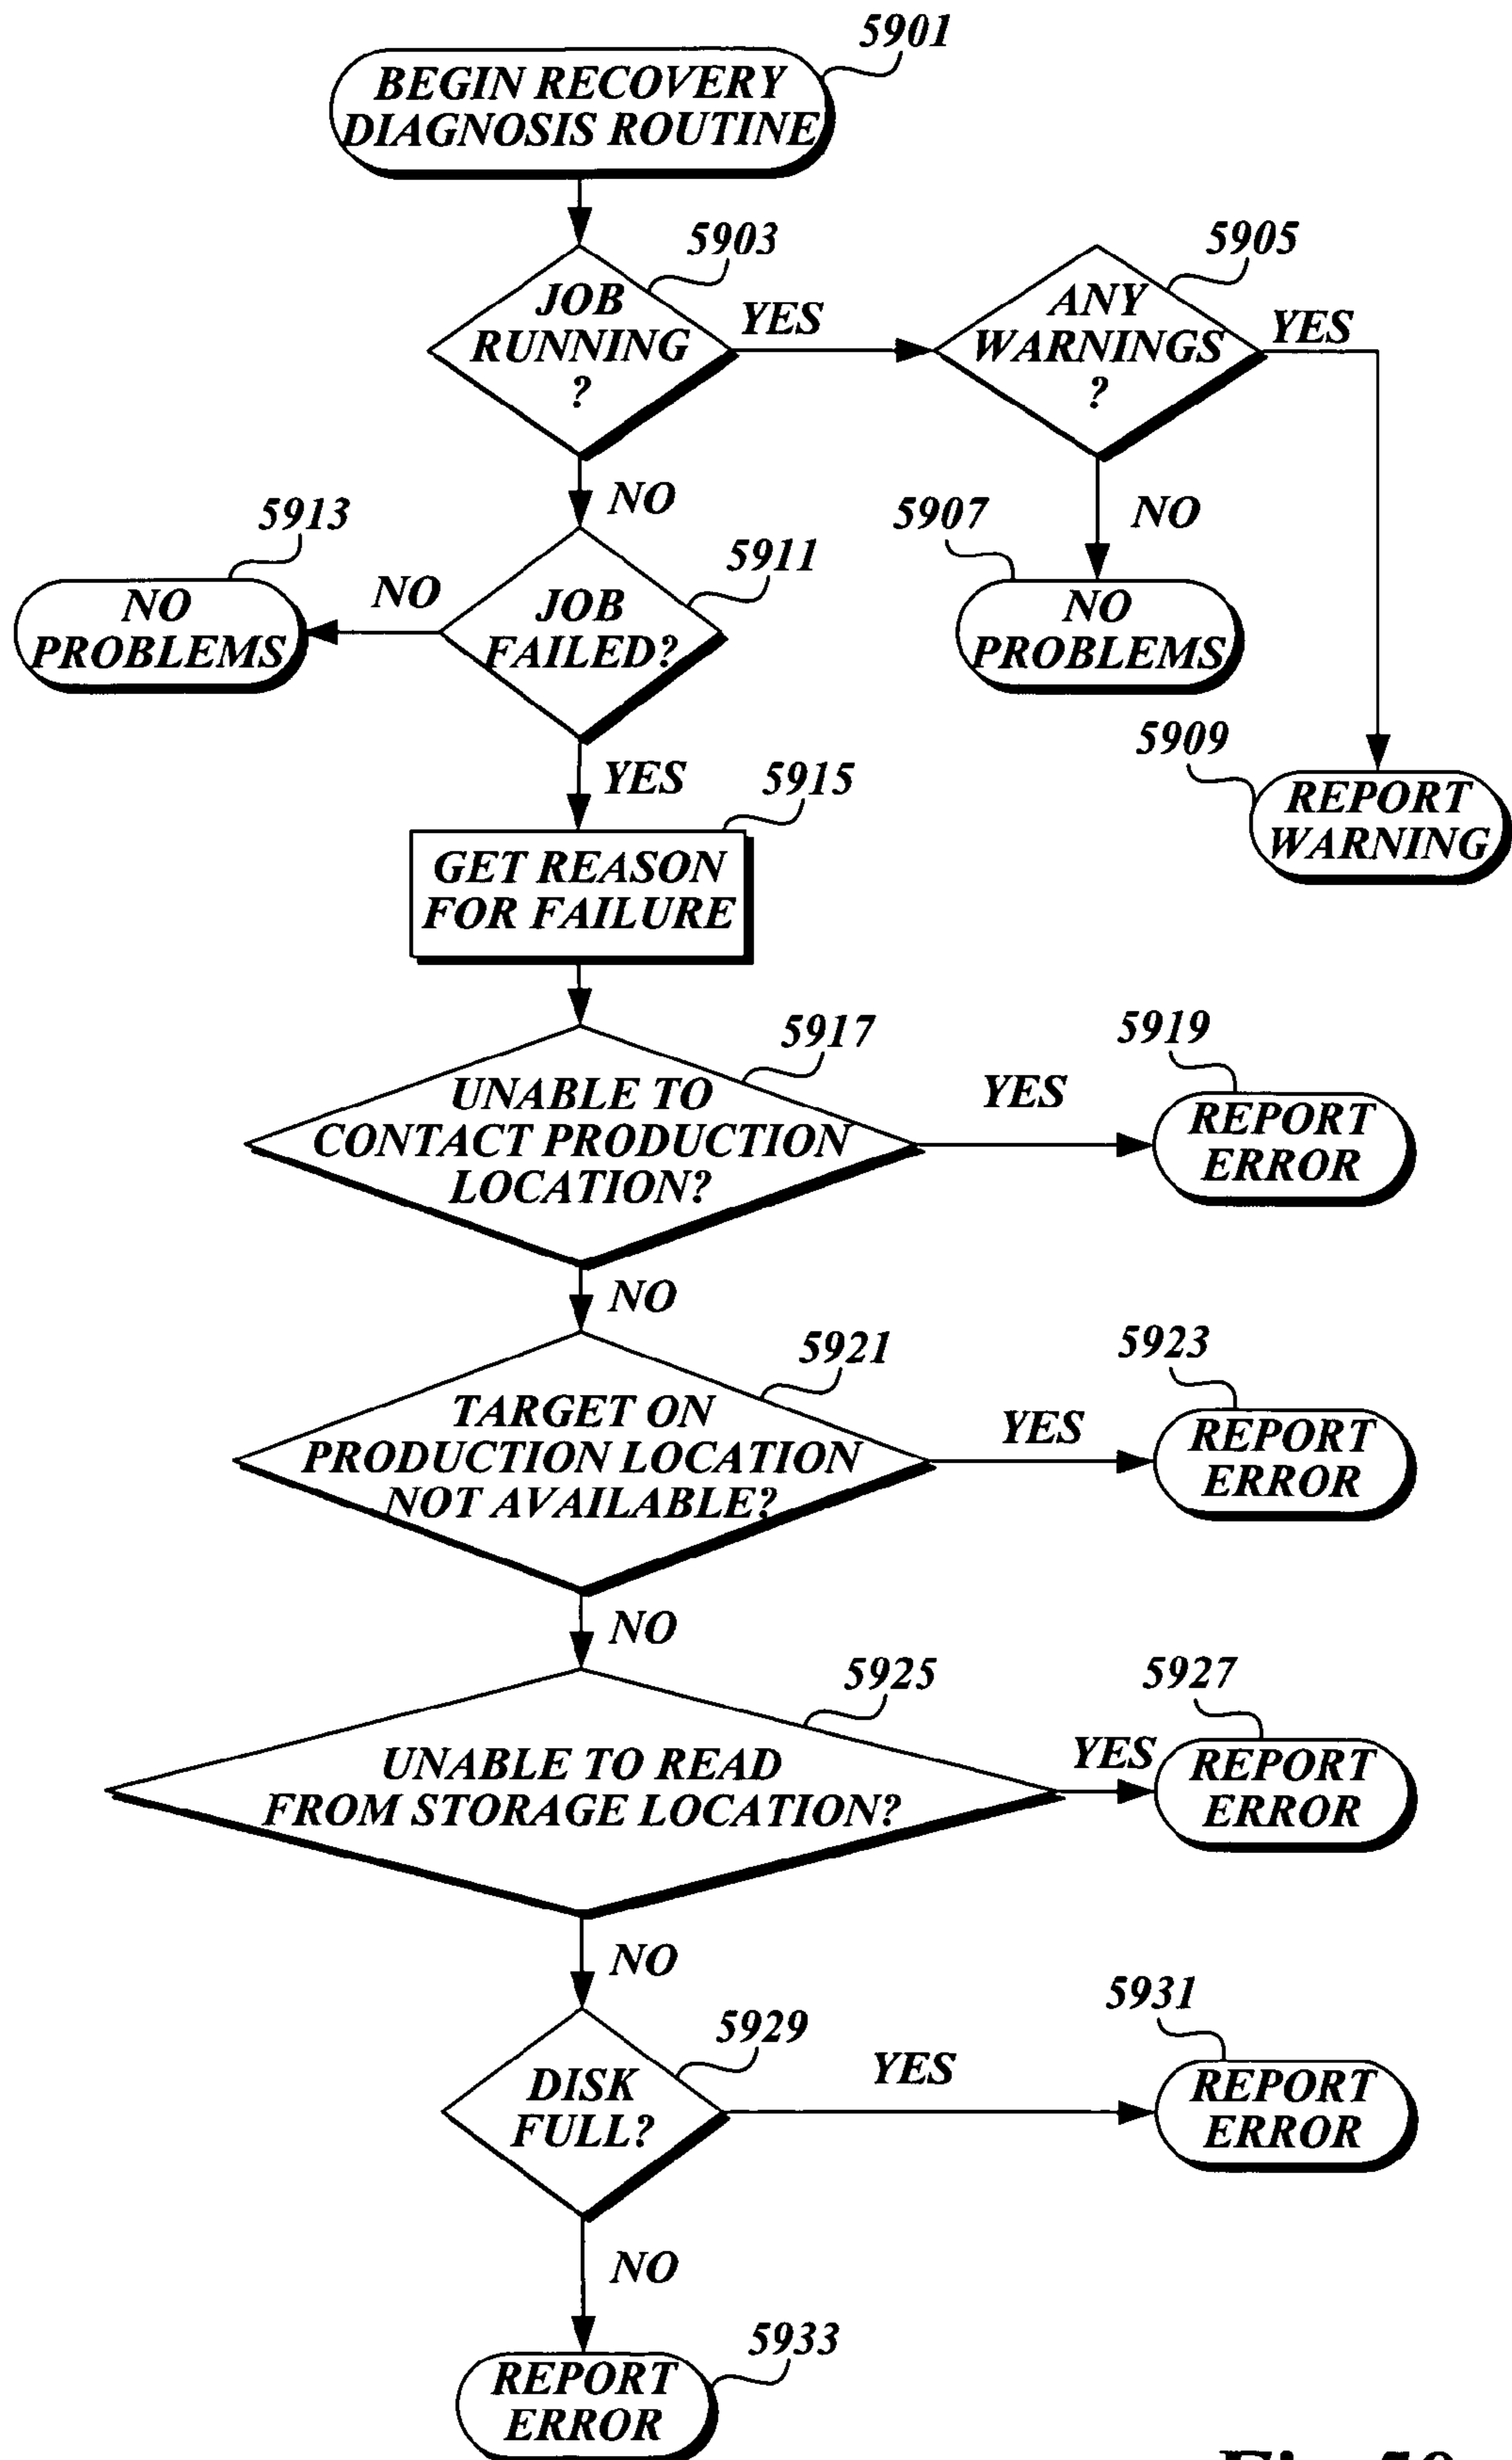 5901
BEGIN RECOVERY
DIAGNOSIS ROUTINE
5903
JOB
RUNNING
?
YES
5905
ANY
WARNINGS
?
YES
NO
5913
NO
PROBLEMS
NO
5911
JOB
FAILED?
5907
NO
NO
PROBLEMS
5909
REPORT
WARNING
YES
5915
GET REASON
FOR FAILURE
5917
UNABLE TO
CONTACT PRODUCTION
LOCATION?
YES
5919
REPORT
ERROR
NO
5921
TARGET ON
PRODUCTION LOCATION
NOT AVAILABLE?
YES
5923
REPORT
ERROR
NO
5925
UNABLE TO READ
FROM STORAGE LOCATION?
YES
5927
REPORT
ERROR
NO
5929
DISK
FULL?
YES
5931
REPORT
ERROR
NO
5933
REPORT
ERROR